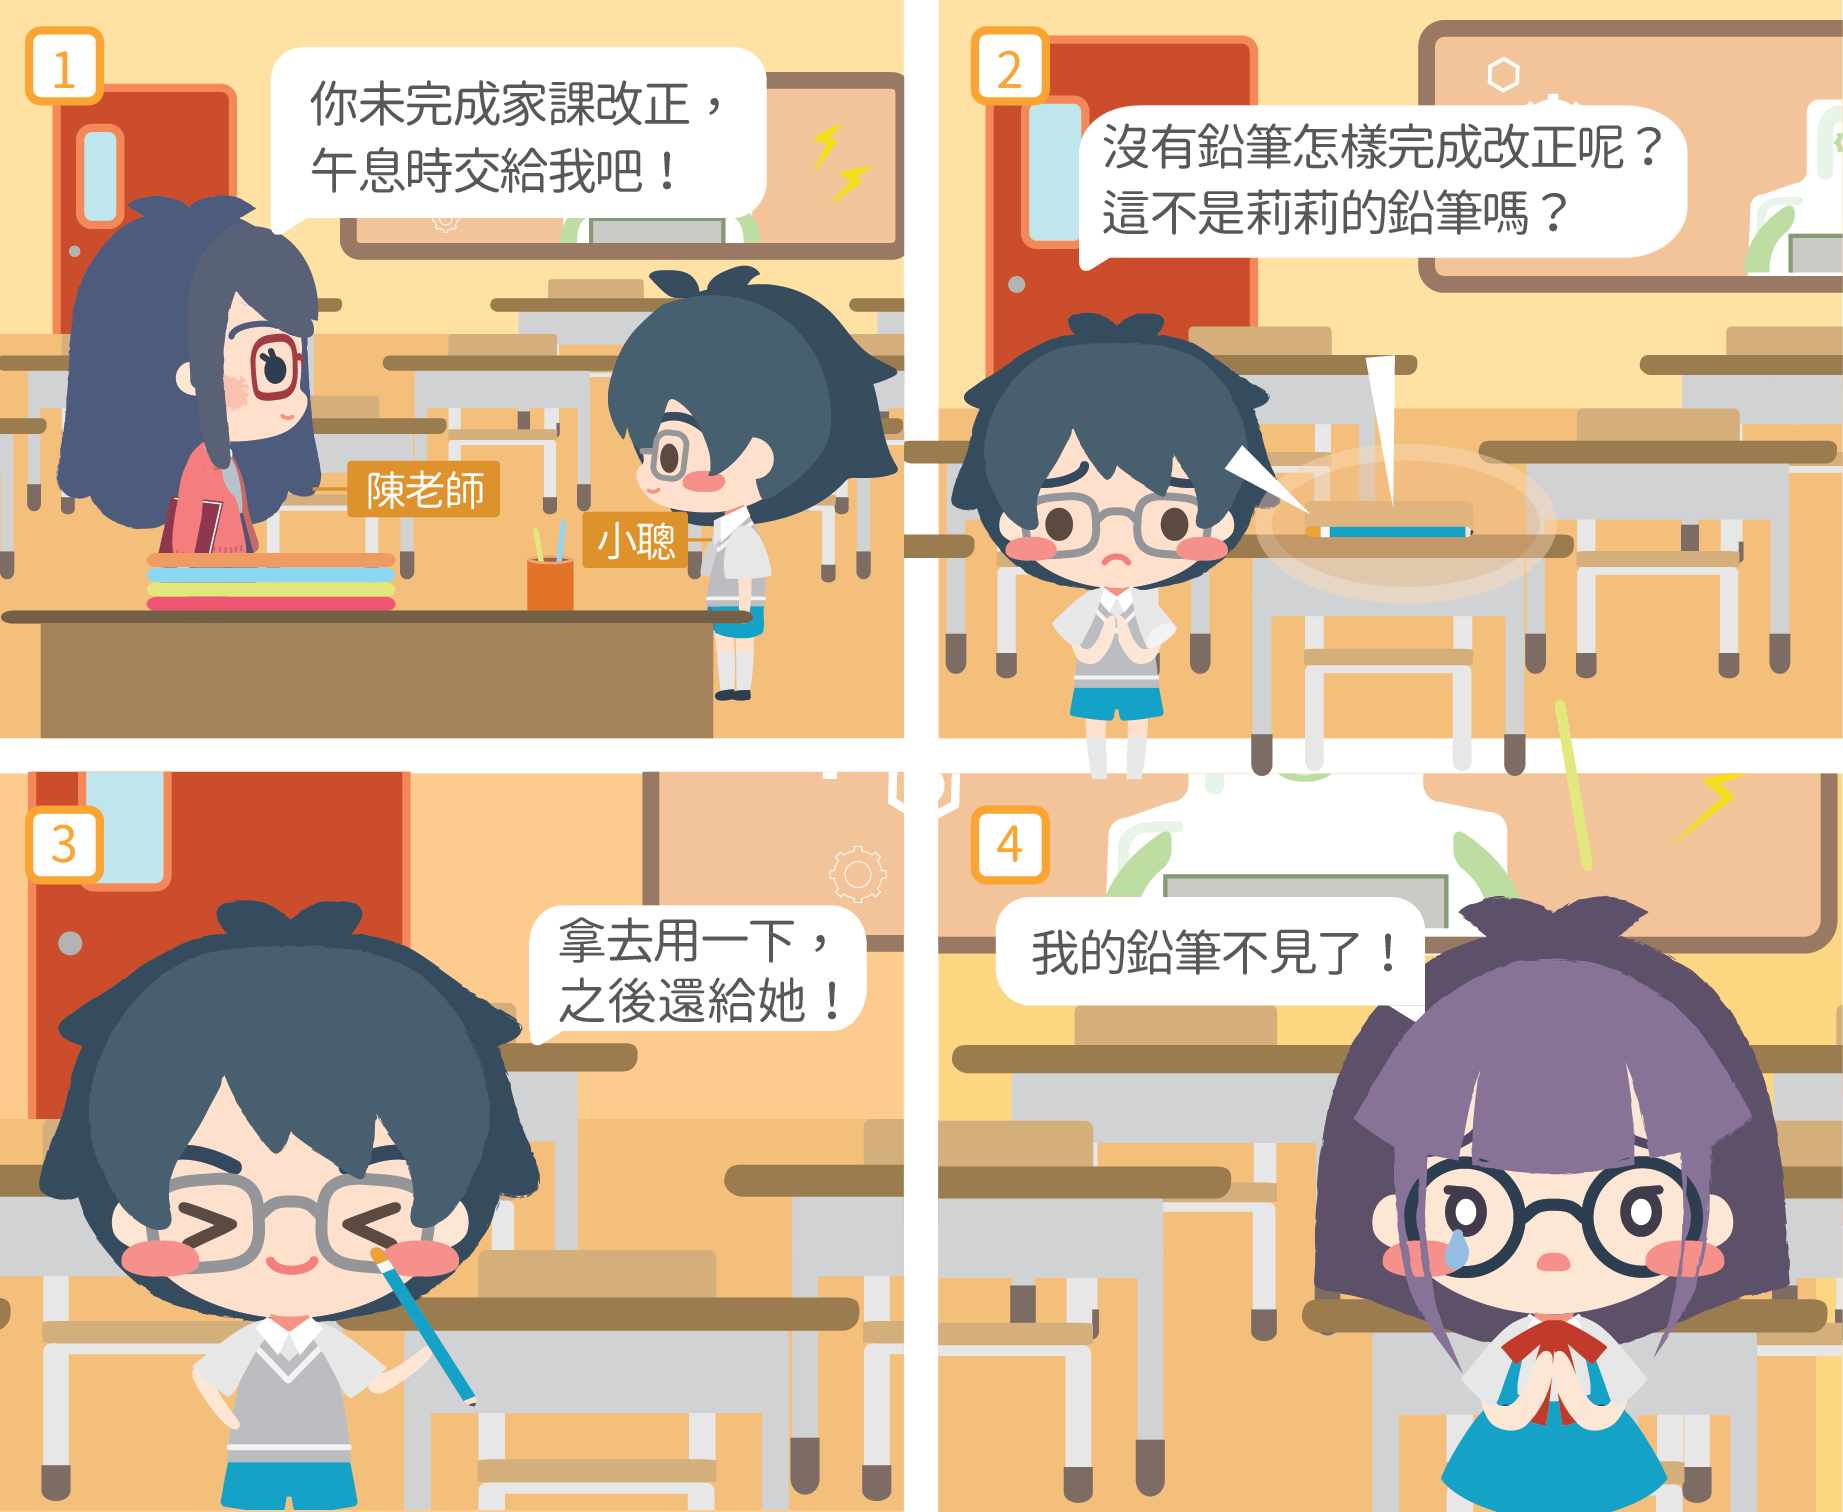 1
你未完成家課改正，
午息時交給我吧！
陳老師
小聰
2
沒有鉛筆怎樣完成改正呢？
這不是莉莉的鉛筆嗎？
3
拿去用一下，
之後還給她！
4
我的鉛筆不見了！